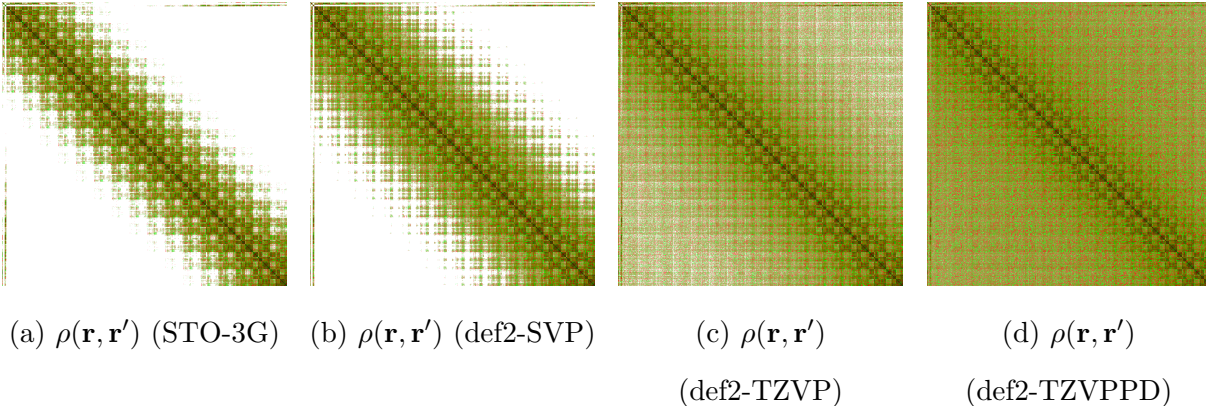 (a) ρ(r, r′) (STO-3G)
(b) ρ(r, r′) (def2-SVP)
(c) ρ(r, r′)
(def2-TZVP)
(d) ρ(r, r′)
(def2-TZVPPD)